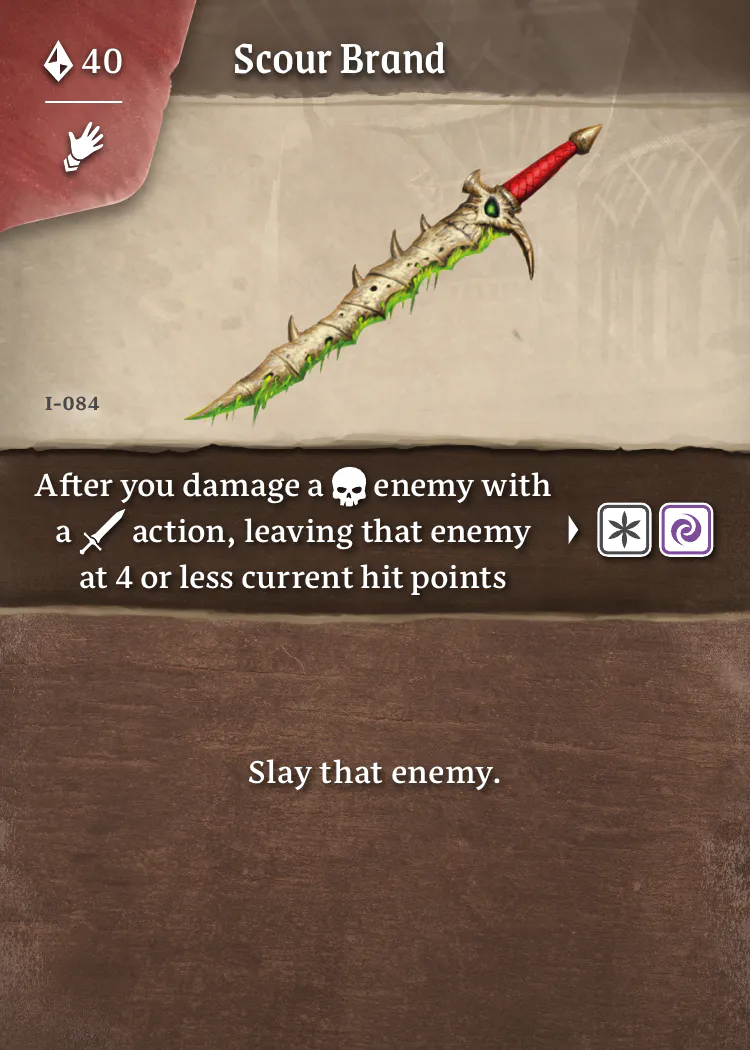 40
Scour Brand
I-084
After you damage a enemy with
a action, leaving that enemy
at 4 or less current hit points
Slay that enemy.